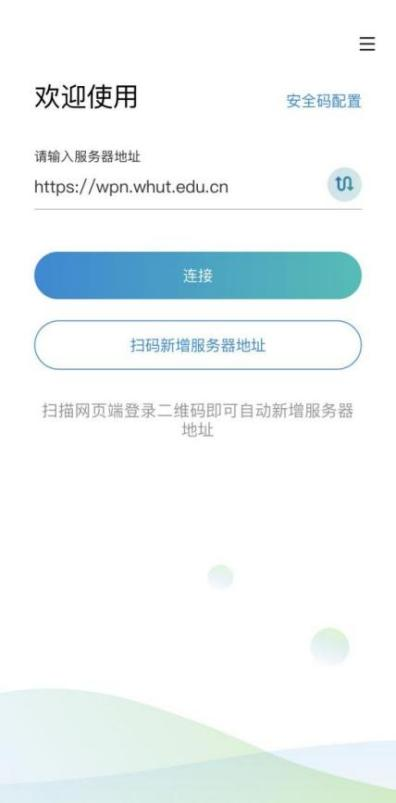 欢迎使用
安全码配置
请输入服务器地址
https://wpn.whut.edu.cn
连接
扫码新增服务器地址
扫描网页端登录二维码即可自动新增服务器
地址